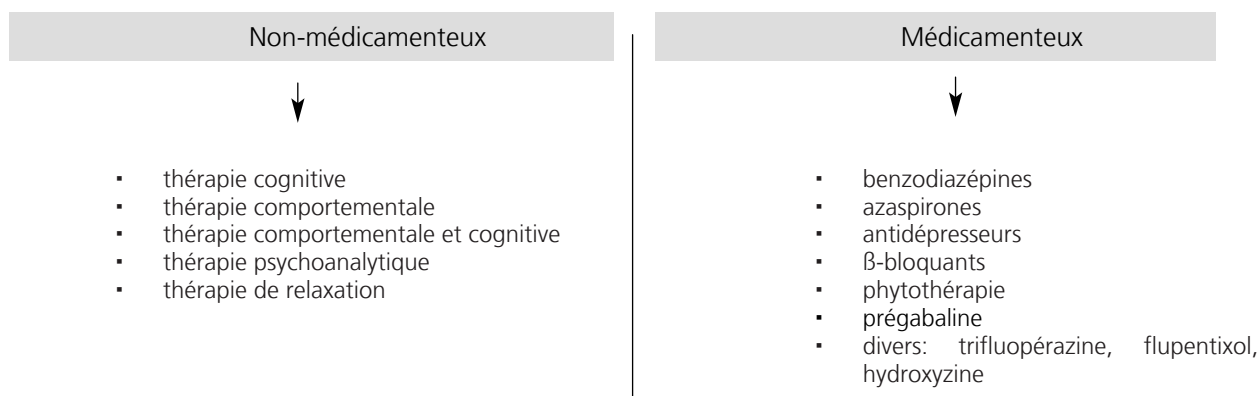 Non-médicamenteux
thérapie cognitive
thérapie comportementale
thérapie comportementale et cognitive
thérapie psychoanalytique
thérapie de relaxation
Médicamenteux
benzodiazépines
azaspirones
antidépresseurs
ß-bloquants
phytothérapie
prégabaline
divers: trifluopérazine, flupentixol,
hydroxyzine